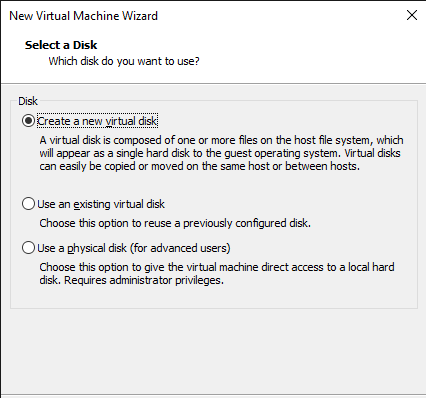 New Virtual Machine Wizard
Select a Disk
Which disk do you want to use?
Disk
Create a new virtual disk
A virtual disk is composed of one or more files on the host file system, which
will appear as a single hard disk to the guest operating system. Virtual disks
can easily be copied or moved on the same host or between hosts.
Use an existing virtual disk
Choose this option to reuse a previously configured disk.
Use a physical disk (for advanced users)
Choose this option to give the virtual machine direct access to a local hard
disk. Requires administrator privileges.